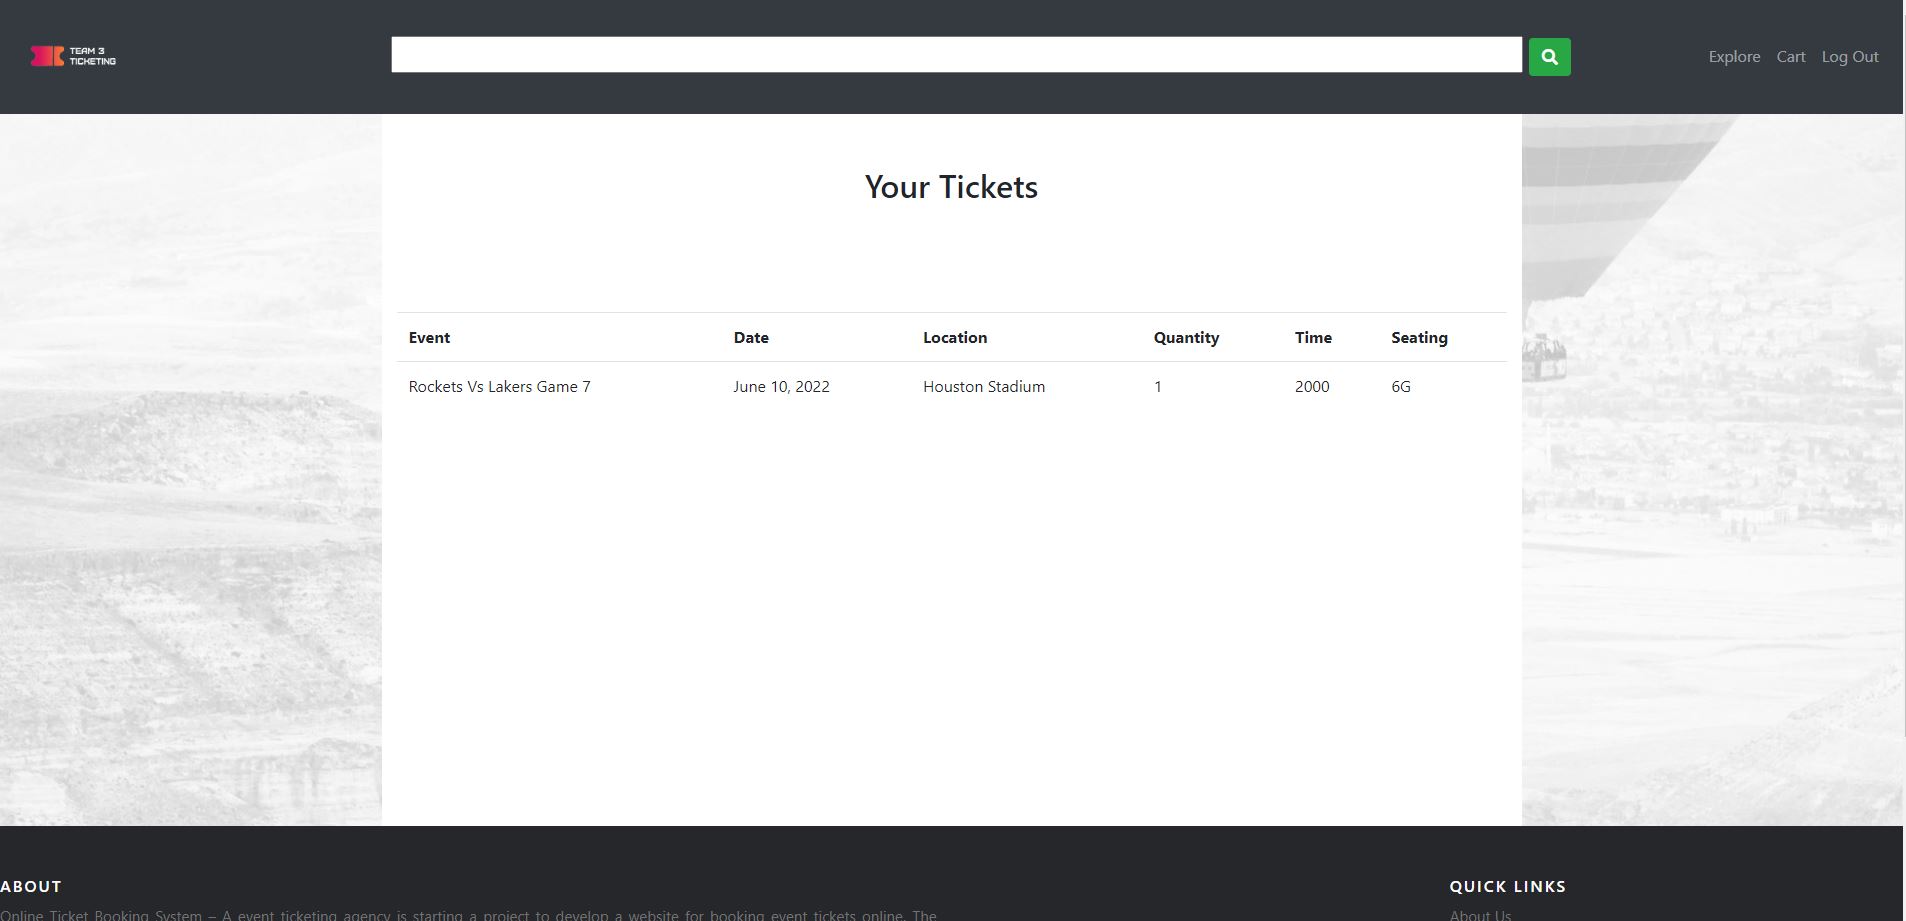 TEAM 3
TICKETING
Explore Cart Log Out
Your Tickets
Event Date Location Quantity Time Seating
Rockets Vs Lakers Game 7 June 10, 2022 Houston Stadium 1 2000 6G
ABOUT
Online Ticket Booking System – A event ticketing agency is starting a project to develop a website for booking event tickets online. The
QUICK LINKS
About Us